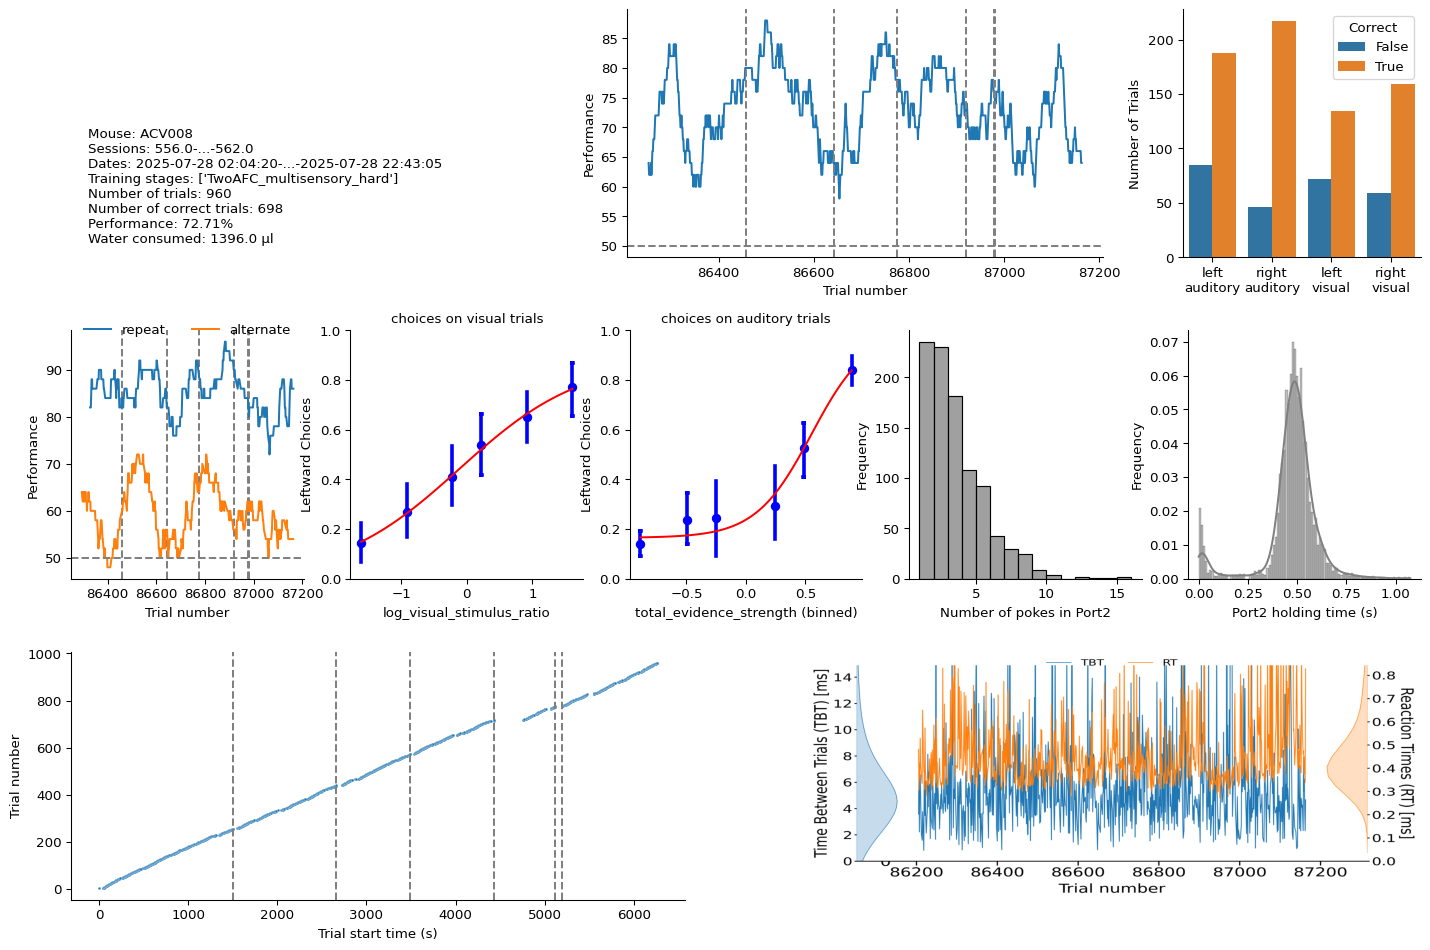 Mouse: ACV008
Sessions: 556.0-...-562.0
Dates: 2025-07-28 02:04:20-...-2025-07-28 22:43:05
Training stages: ['TwoAFC_multisensory_hard']
Number of trials: 960
Number of correct trials: 698
Performance: 72.71%
Water consumed: 1396.0 µl
Performance
85
80
75
70
65
60
55
50
86400 86600 86800 87000 87200
Trial number
Number of Trials
200
150
100
50
0
Correct
False
True
left auditory
right auditory
left visual
right visual
repeat alternate
Performance
90
80
70
60
50
86400 86600 86800 87000 87200
Trial number
choices on visual trials
Leftward Choices
1.0
0.8
0.6
0.4
0.2
0.0
−1 0 1
log_visual_stimulus_ratio
choices on auditory trials
Leftward Choices
1.0
0.8
0.6
0.4
0.2
0.0
−0.5 0.0 0.5
total_evidence_strength (binned)
Frequency
200
150
100
50
0
5 10 15
Number of pokes in Port2
Frequency
0.07
0.06
0.05
0.04
0.03
0.02
0.01
0.00
0.00 0.25 0.50 0.75 1.00
Port2 holding time (s)
Trial number
1000
800
600
400
200
0
0 1000 2000 3000 4000 5000 6000
Trial start time (s)
TBT RT
Time Between Trials (TBT) [ms]
14
12
10
8
6
4
2
0
86200 86400 86600 86800 87000 87200
Trial number
Reaction Times (RT) [ms]
0.8
0.7
0.6
0.5
0.4
0.3
0.2
0.1
0.0